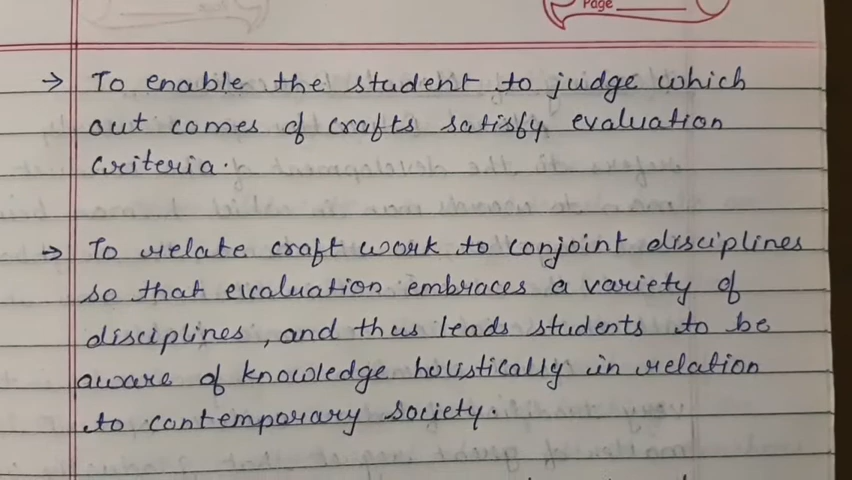 Page
→ To enable the student to judge which
out comes of crafts satisfy evaluation
criteria.
→ To relate craft work to conjoint disciplines
so that evaluation embraces a variety of
disciplines, and thus leads students to be
aware of knowledge holistically in relation
to contemporary society.